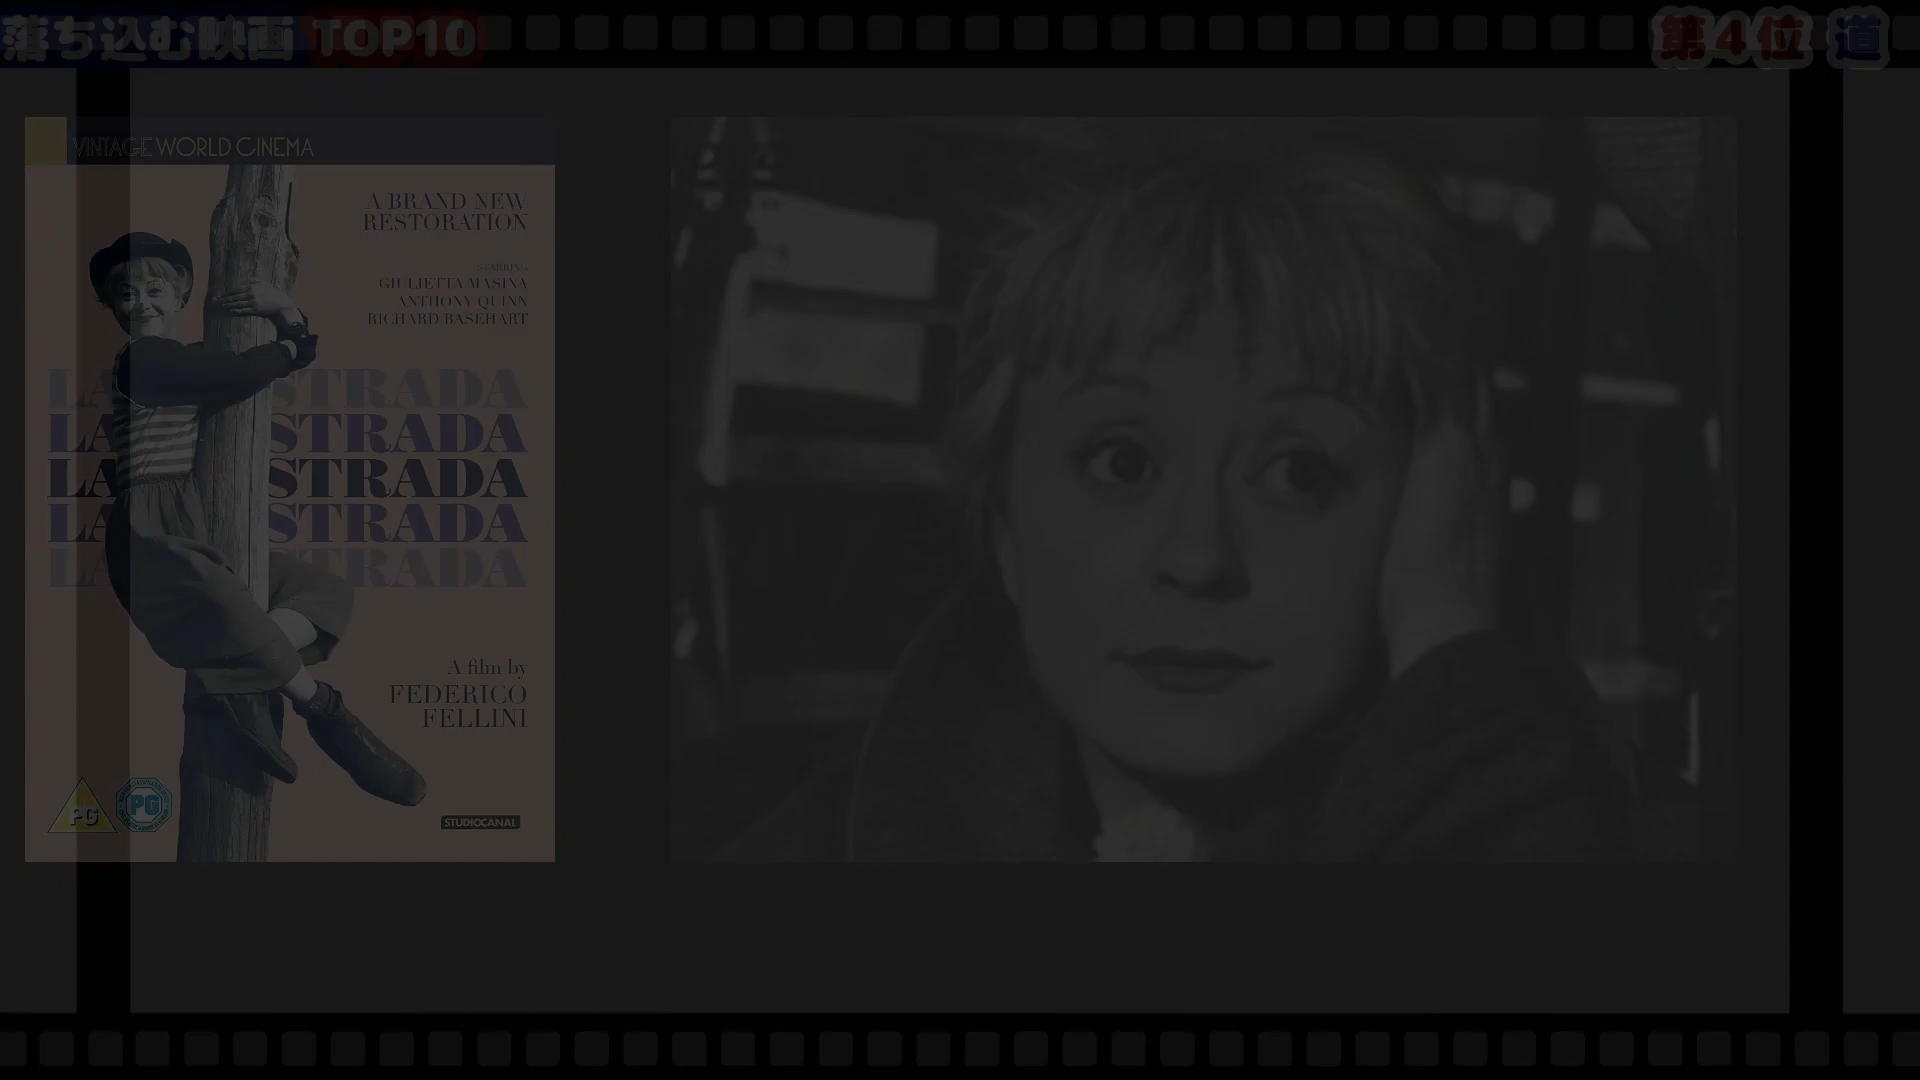 落ち込む映画 TOP10
第4位 道
VINTAGE WORLD CINEMA
A BRAND NEW
RESTORATION
STARRING
GIULIETTA MASINA
ANTHONY QUINN
RICHARD BASEHART
LA STRADA
LA STRADA
LA STRADA
LA STRADA
LA STRADA
A film by
FEDERICO
FELLINI
PG
PG
STUDIOCANAL